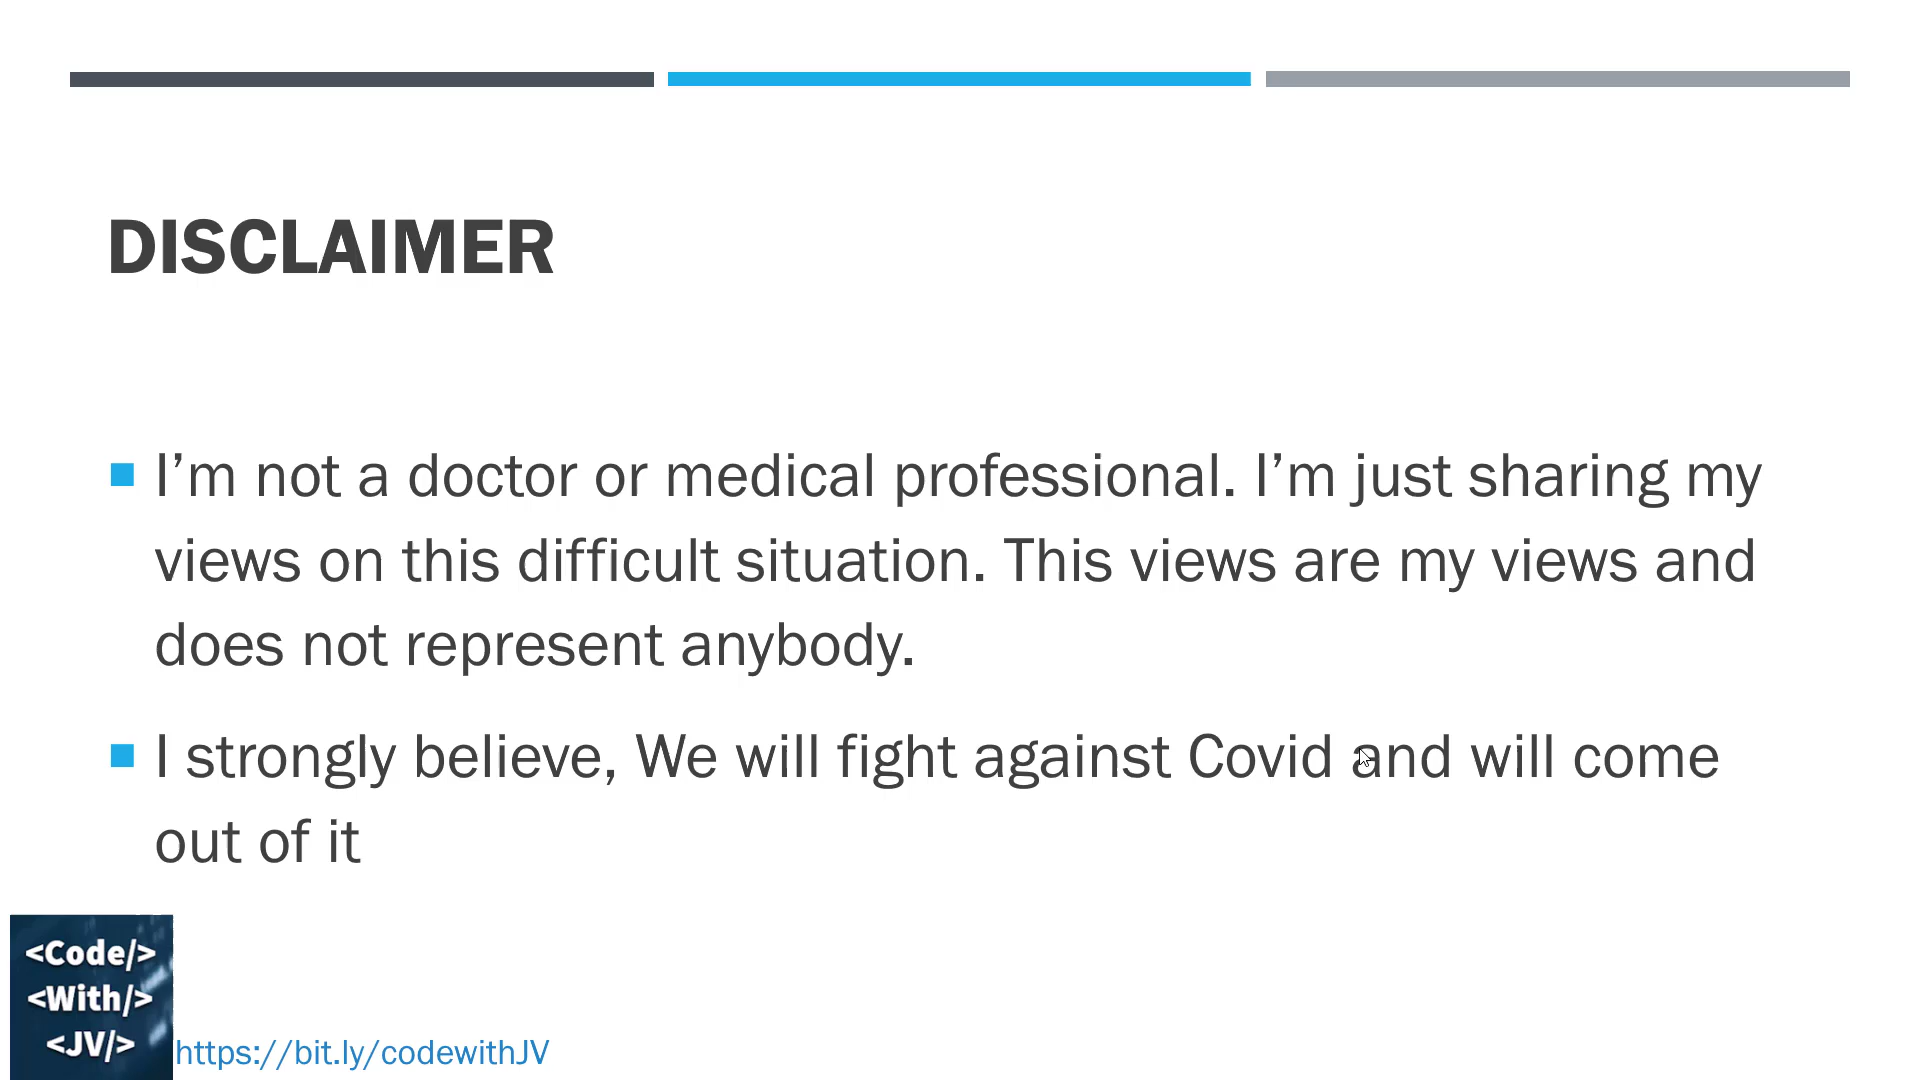 DISCLAIMER
I’m not a doctor or medical professional. I’m just sharing my
views on this difficult situation. This views are my views and
does not represent anybody.
I strongly believe, We will fight against Covid and will come
out of it
<Code/>
<With/>
<JV/>
https://bit.ly/codewithJV